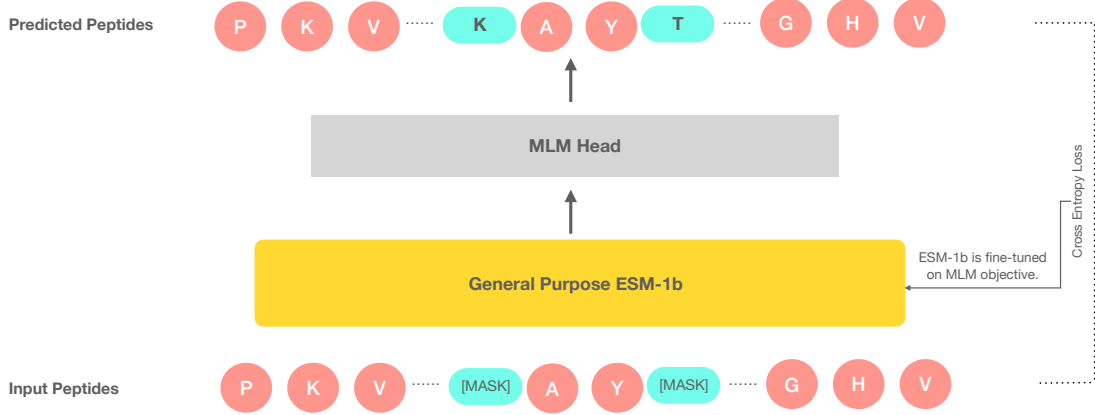 Predicted Peptides P K V ...... K A Y T ...... G H V
MLM Head
Cross Entropy Loss
ESM-1b is fine-tuned
on MLM objective.
General Purpose ESM-1b
Input Peptides P K V ...... [MASK] A Y [MASK] ...... G H V